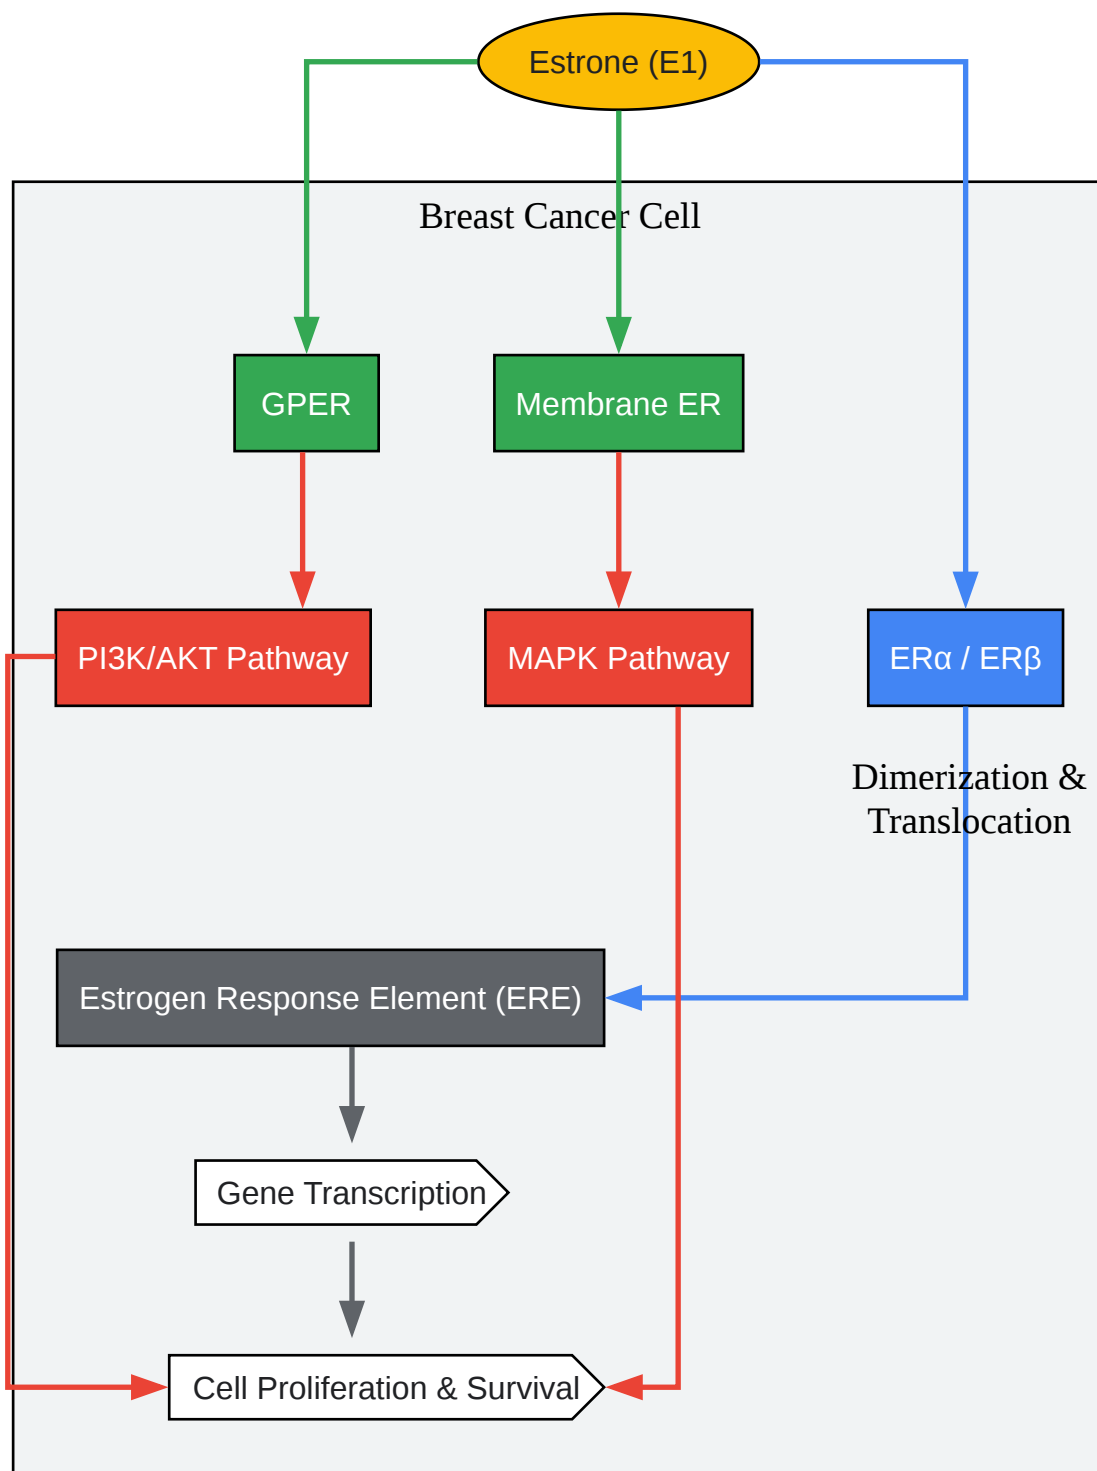 Estrone (E1)
Breast Cancer Cell
GPER
Membrane ER
PI3K/AKT Pathway
MAPK Pathway
ERα / ERβ
Dimerization &
Translocation
Estrogen Response Element (ERE)
Gene Transcription
Cell Proliferation & Survival